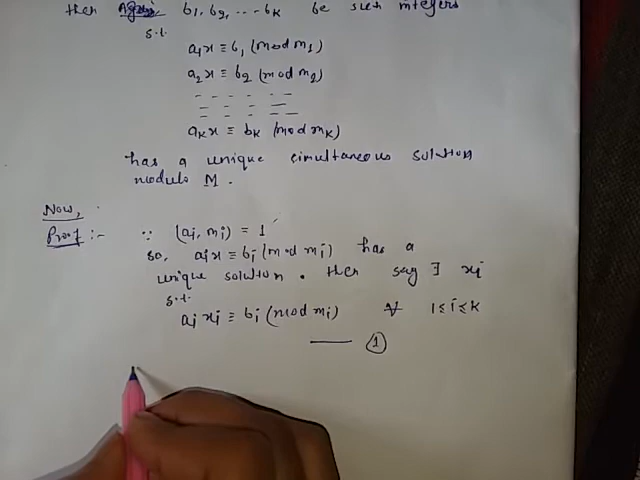 then b₁, b₂, ... bₖ be such integers
s.t.
a₁x ≡ b₁ (mod m₁)
a₂x ≡ b₂ (mod m₂)
aₖx ≡ bₖ (mod mₖ)
has a unique simultaneous solution
modulo M.
Now,
Proof :- ∵ (aᵢ, mᵢ) = 1
so, aᵢx ≡ bᵢ (mod mᵢ) has a
unique solution. then say ∃ xᵢ
s.t.
aᵢxᵢ ≡ bᵢ (mod mᵢ) ∀ 1 ≤ i ≤ k
—— ①